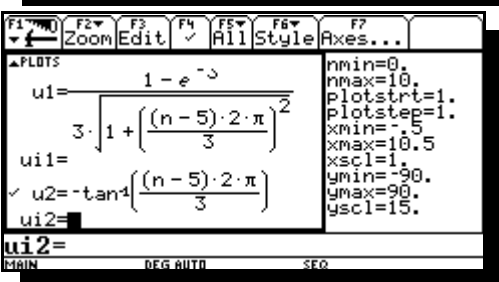 F1 F2▾ F3 F4 F5▾ F6▾ F7
Zoom Edit ✓ All Style Axes...
▴PLOTS
u1=(1-e^-3)/(3·√(1+(((n-5)·2·π)/3)^2))
ui1=
✓ u2=-tan⁻¹(((n-5)·2·π)/3)
ui2=
nmin=0.
nmax=10.
plotstrt=1.
plotstep=1.
xmin=-.5
xmax=10.5
xscl=1.
ymin=-90.
ymax=90.
yscl=15.
ui2=
MAIN DEG AUTO SEQ